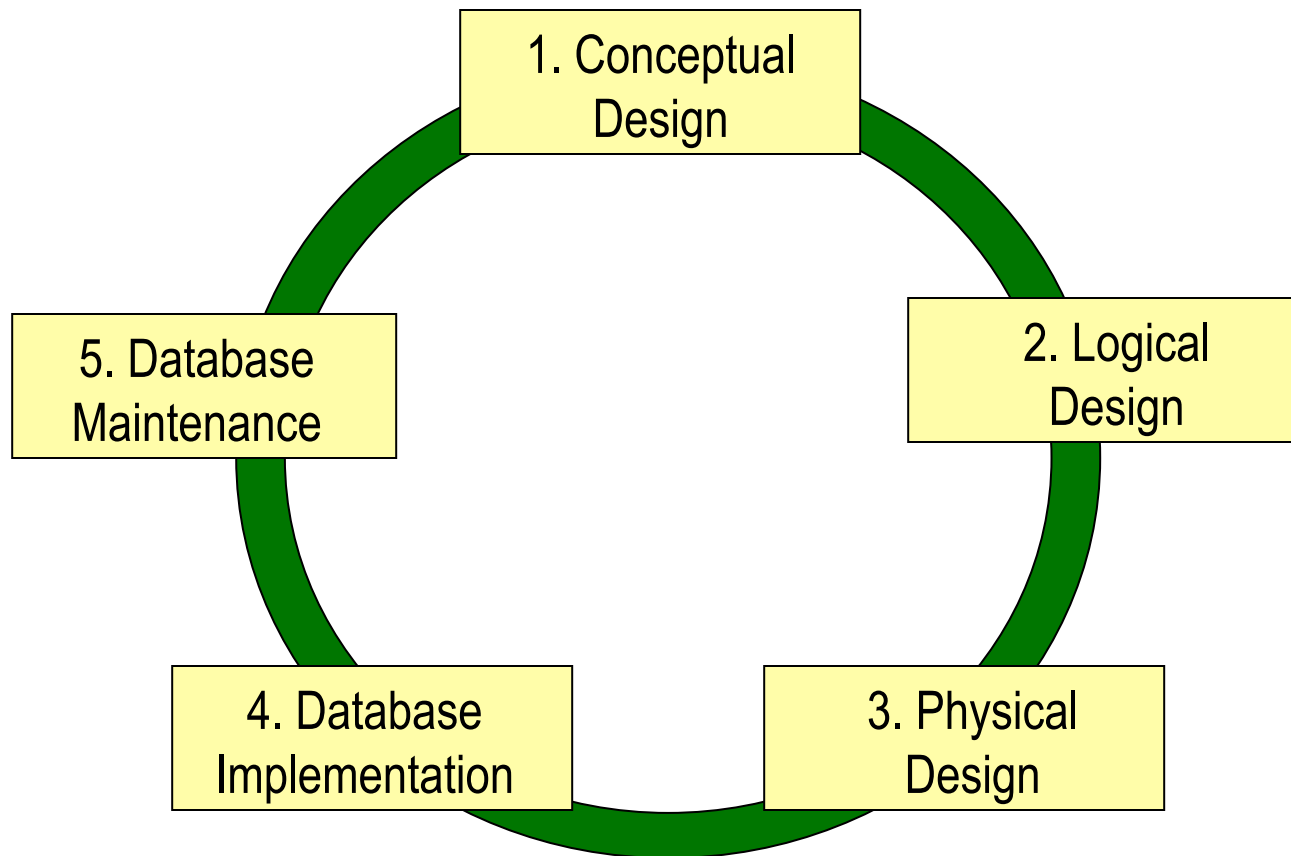 1. Conceptual
Design
2. Logical
Design
3. Physical
Design
4. Database
Implementation
5. Database
Maintenance